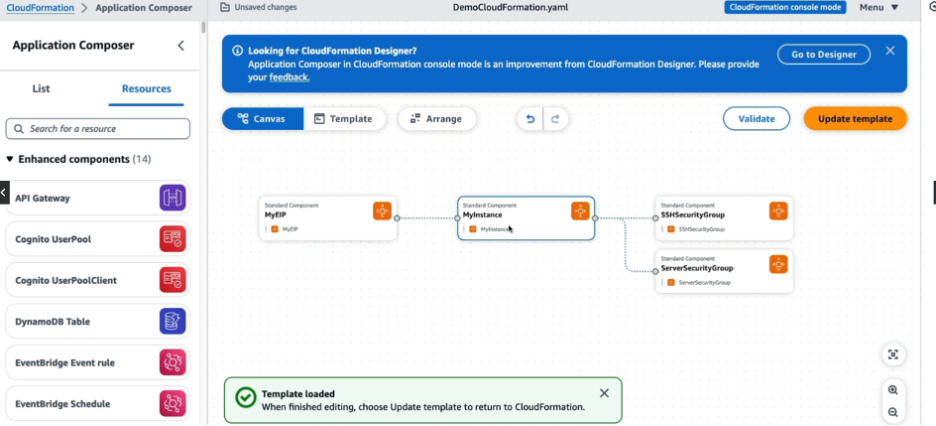 CloudFormation > Application Composer
Unsaved changes
DemoCloudFormation.yaml
CloudFormation console mode
Menu
Application Composer
List
Resources
Search for a resource
Enhanced components (14)
API Gateway
Cognito UserPool
Cognito UserPoolClient
DynamoDB Table
EventBridge Event rule
EventBridge Schedule
Looking for CloudFormation Designer?
Application Composer in CloudFormation console mode is an improvement from CloudFormation Designer. Please provide
your feedback.
Go to Designer
Canvas
Template
Arrange
Validate
Update template
Standard Component
MyEIP
MyEIP
Standard Component
MyInstance
MyInstance
Standard Component
SSHSecurityGroup
SSHSecurityGroup
Standard Component
ServerSecurityGroup
ServerSecurityGroup
Template loaded
When finished editing, choose Update template to return to CloudFormation.